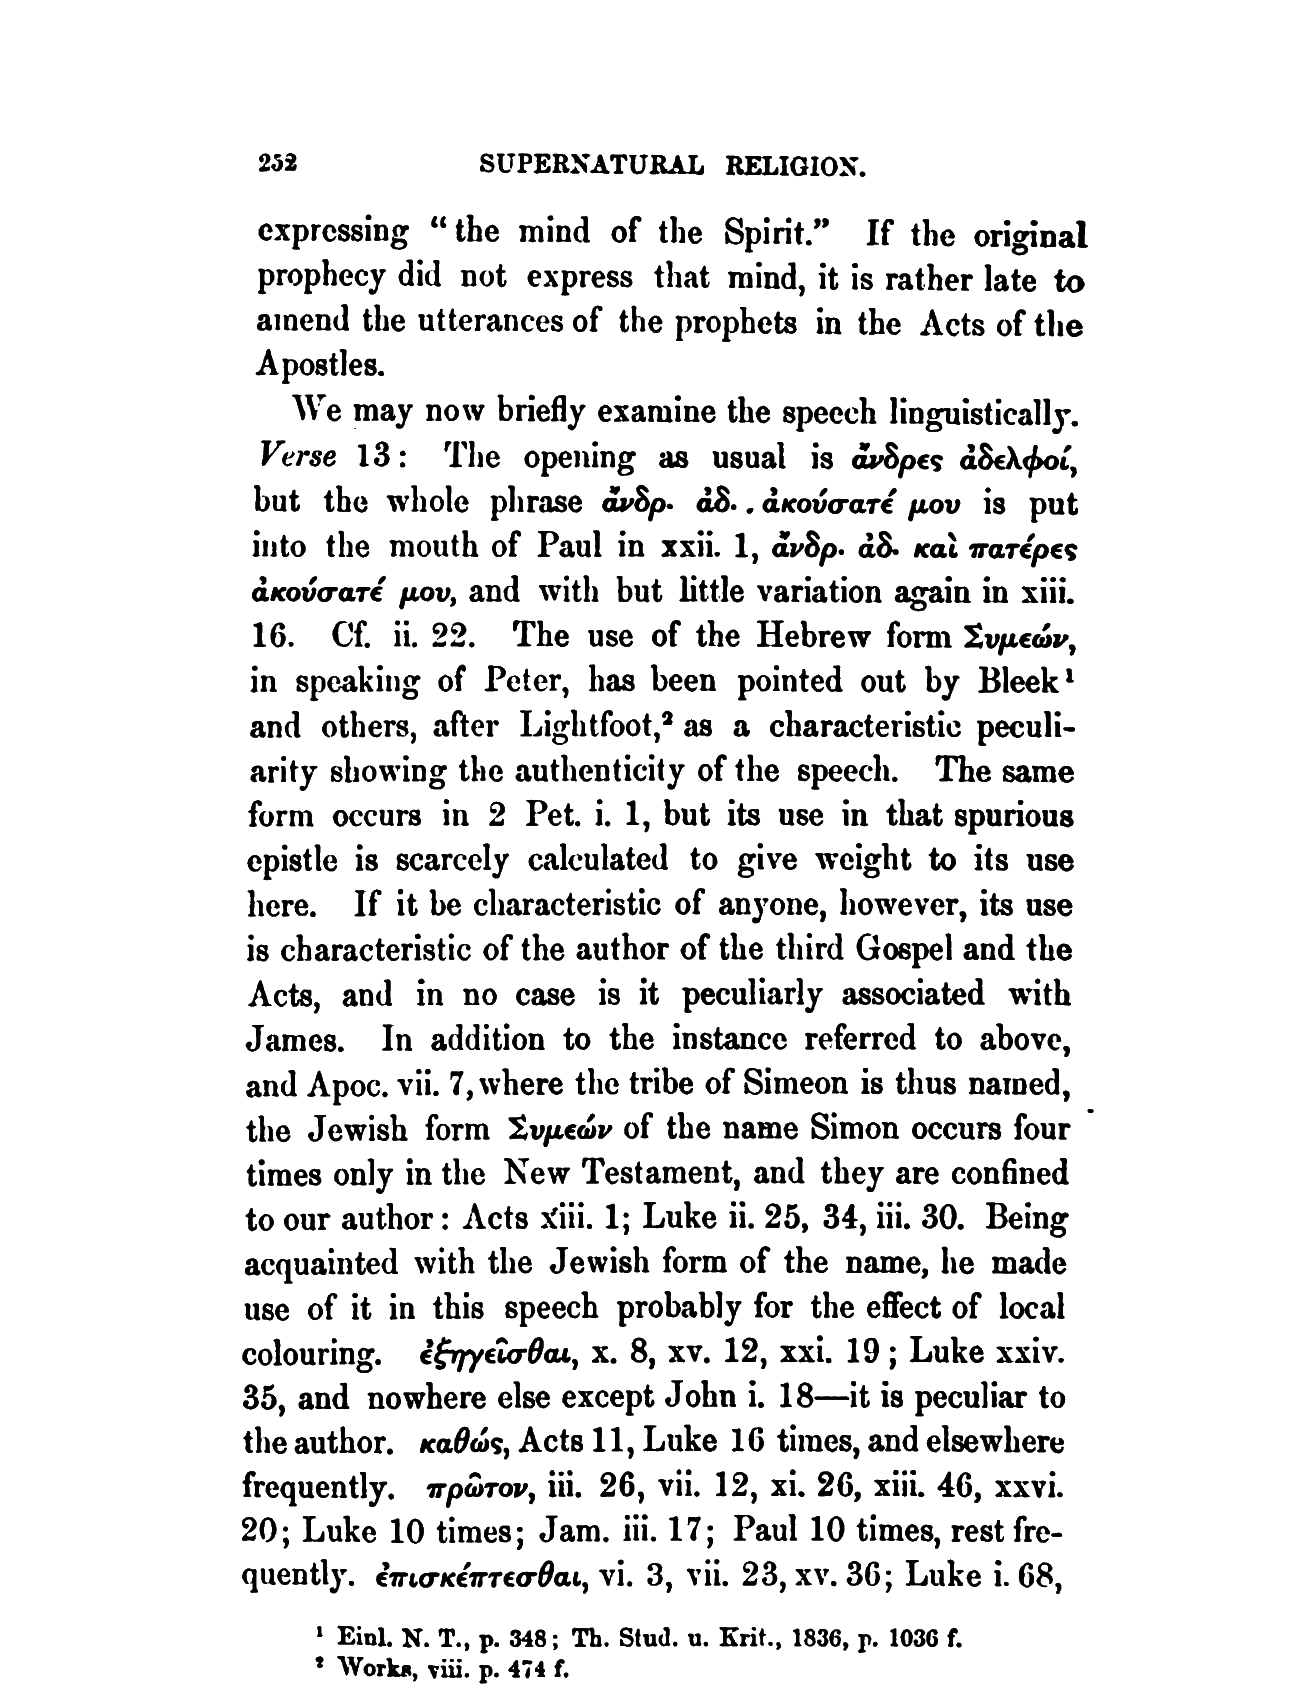 252 SUPERNATURAL RELIGION.
expressing “the mind of the Spirit.” If the original
prophecy did not express that mind, it is rather late to
amend the utterances of the prophets in the Acts of the
Apostles.
We may now briefly examine the speech linguistically.
Verse 13: The opening as usual is ἄνδρες ἀδελφοί,
but the whole phrase ἄνδρ. ἀδ. . ἀκούσατέ μου is put
into the mouth of Paul in xxii. 1, ἄνδρ. ἀδ. καὶ πατέρες
ἀκούσατέ μου, and with but little variation again in xiii.
16. Cf. ii. 22. The use of the Hebrew form Συμεών,
in speaking of Peter, has been pointed out by Bleek¹
and others, after Lightfoot,² as a characteristic peculi-
arity showing the authenticity of the speech. The same
form occurs in 2 Pet. i. 1, but its use in that spurious
epistle is scarcely calculated to give weight to its use
here. If it be characteristic of anyone, however, its use
is characteristic of the author of the third Gospel and the
Acts, and in no case is it peculiarly associated with
James. In addition to the instance referred to above,
and Apoc. vii. 7, where the tribe of Simeon is thus named,
the Jewish form Συμεών of the name Simon occurs four
times only in the New Testament, and they are confined
to our author: Acts xiii. 1; Luke ii. 25, 34, iii. 30. Being
acquainted with the Jewish form of the name, he made
use of it in this speech probably for the effect of local
colouring. ἐξηγεῖσθαι, x. 8, xv. 12, xxi. 19; Luke xxiv.
35, and nowhere else except John i. 18—it is peculiar to
the author. καθώς, Acts 11, Luke 16 times, and elsewhere
frequently. πρῶτον, iii. 26, vii. 12, xi. 26, xiii. 46, xxvi.
20; Luke 10 times; Jam. iii. 17; Paul 10 times, rest fre-
quently. ἐπισκέπτεσθαι, vi. 3, vii. 23, xv. 36; Luke i. 68,
¹ Einl. N. T., p. 348; Th. Stud. u. Krit., 1836, p. 1036 f.
² Works, viii. p. 474 f.